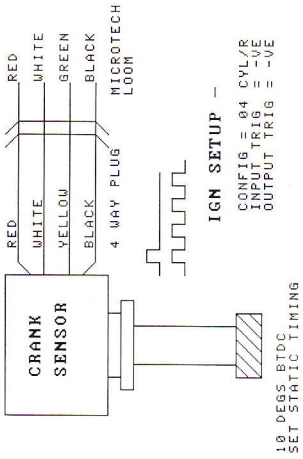 CRANK
SENSOR
RED
WHITE
YELLOW
BLACK
4 WAY PLUG
RED
WHITE
GREEN
BLACK
MICROTECH
LOOM
IGN SETUP -
CONFIG = 04 CYL/R
INPUT TRIG = -VE
OUTPUT TRIG = -VE
10 DEGS BTDC
SET STATIC TIMING